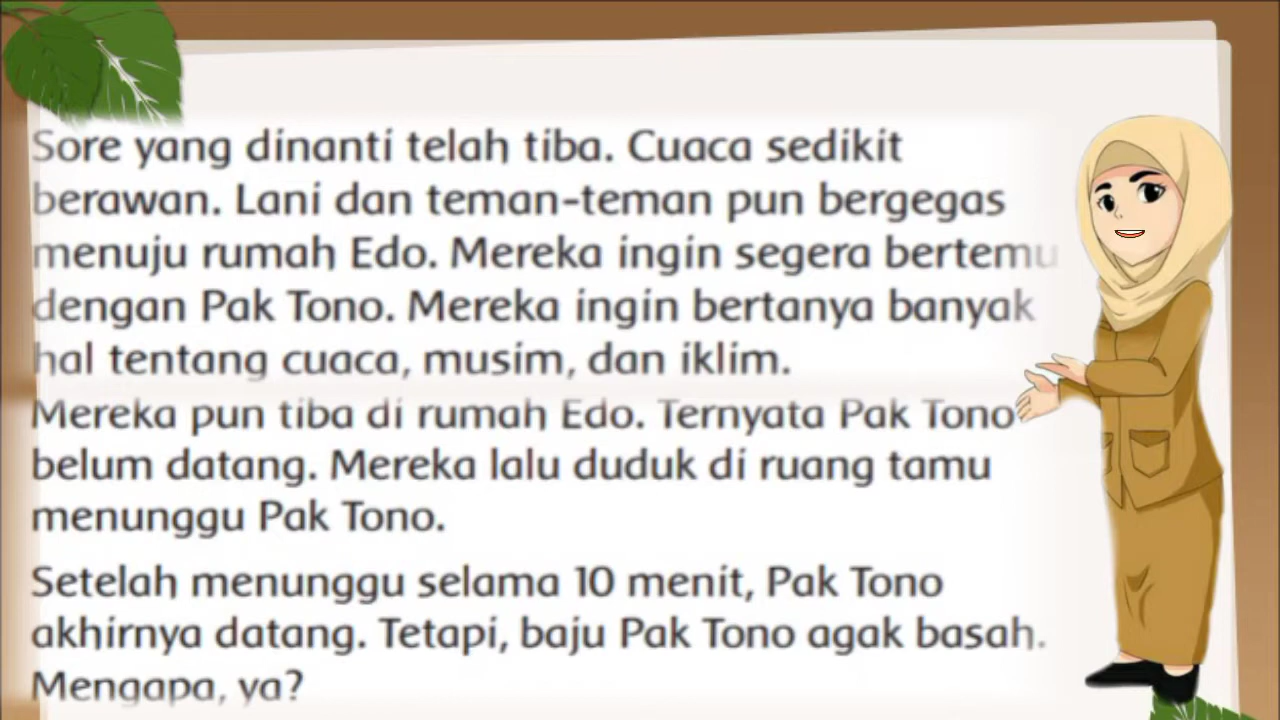 Sore yang dinanti telah tiba. Cuaca sedikit
berawan. Lani dan teman-teman pun bergegas
menuju rumah Edo. Mereka ingin segera bertemu
dengan Pak Tono. Mereka ingin bertanya banyak
hal tentang cuaca, musim, dan iklim.
Mereka pun tiba di rumah Edo. Ternyata Pak Tono
belum datang. Mereka lalu duduk di ruang tamu
menunggu Pak Tono.
Setelah menunggu selama 10 menit, Pak Tono
akhirnya datang. Tetapi, baju Pak Tono agak basah.
Mengapa, ya?